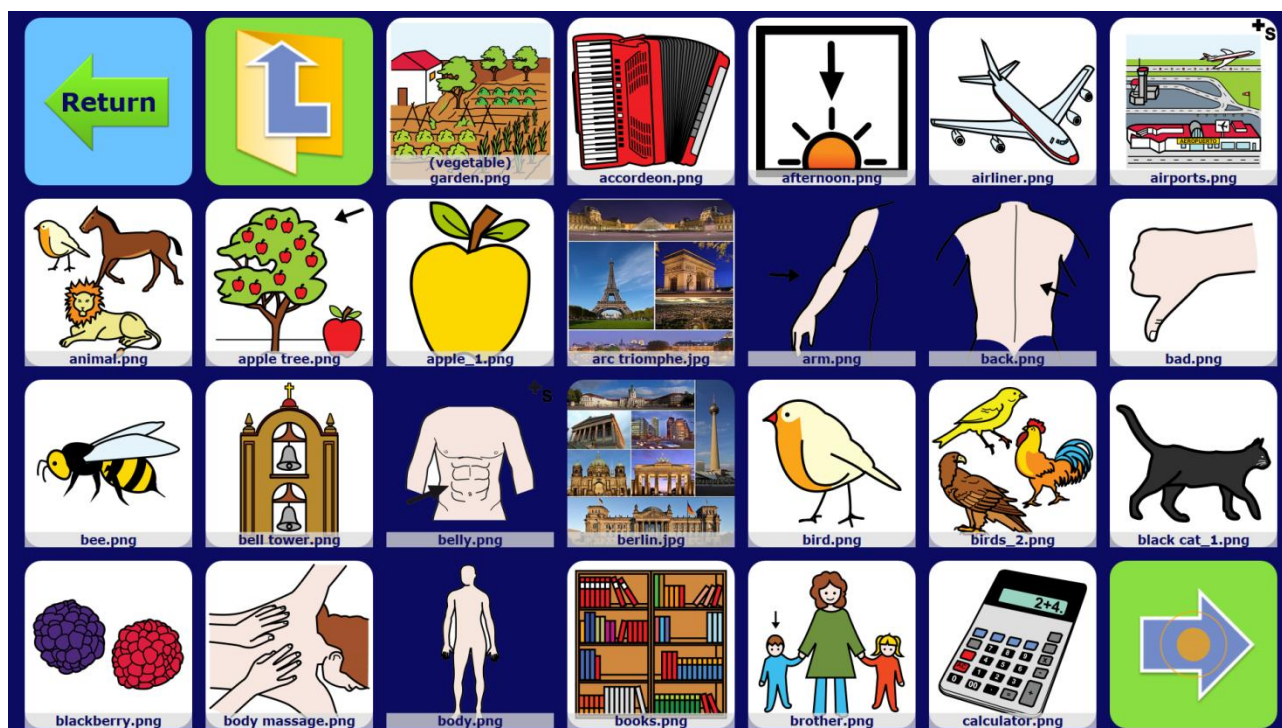 Return
(vegetable)
garden.png
accordeon.png
afternoon.png
airliner.png
+s
AEROPUERTO
airports.png
animal.png
apple tree.png
apple_1.png
arc triomphe.jpg
arm.png
back.png
bad.png
bee.png
bell tower.png
+s
belly.png
berlin.jpg
bird.png
birds_2.png
black cat_1.png
blackberry.png
body massage.png
body.png
books.png
brother.png
2+4.
calculator.png